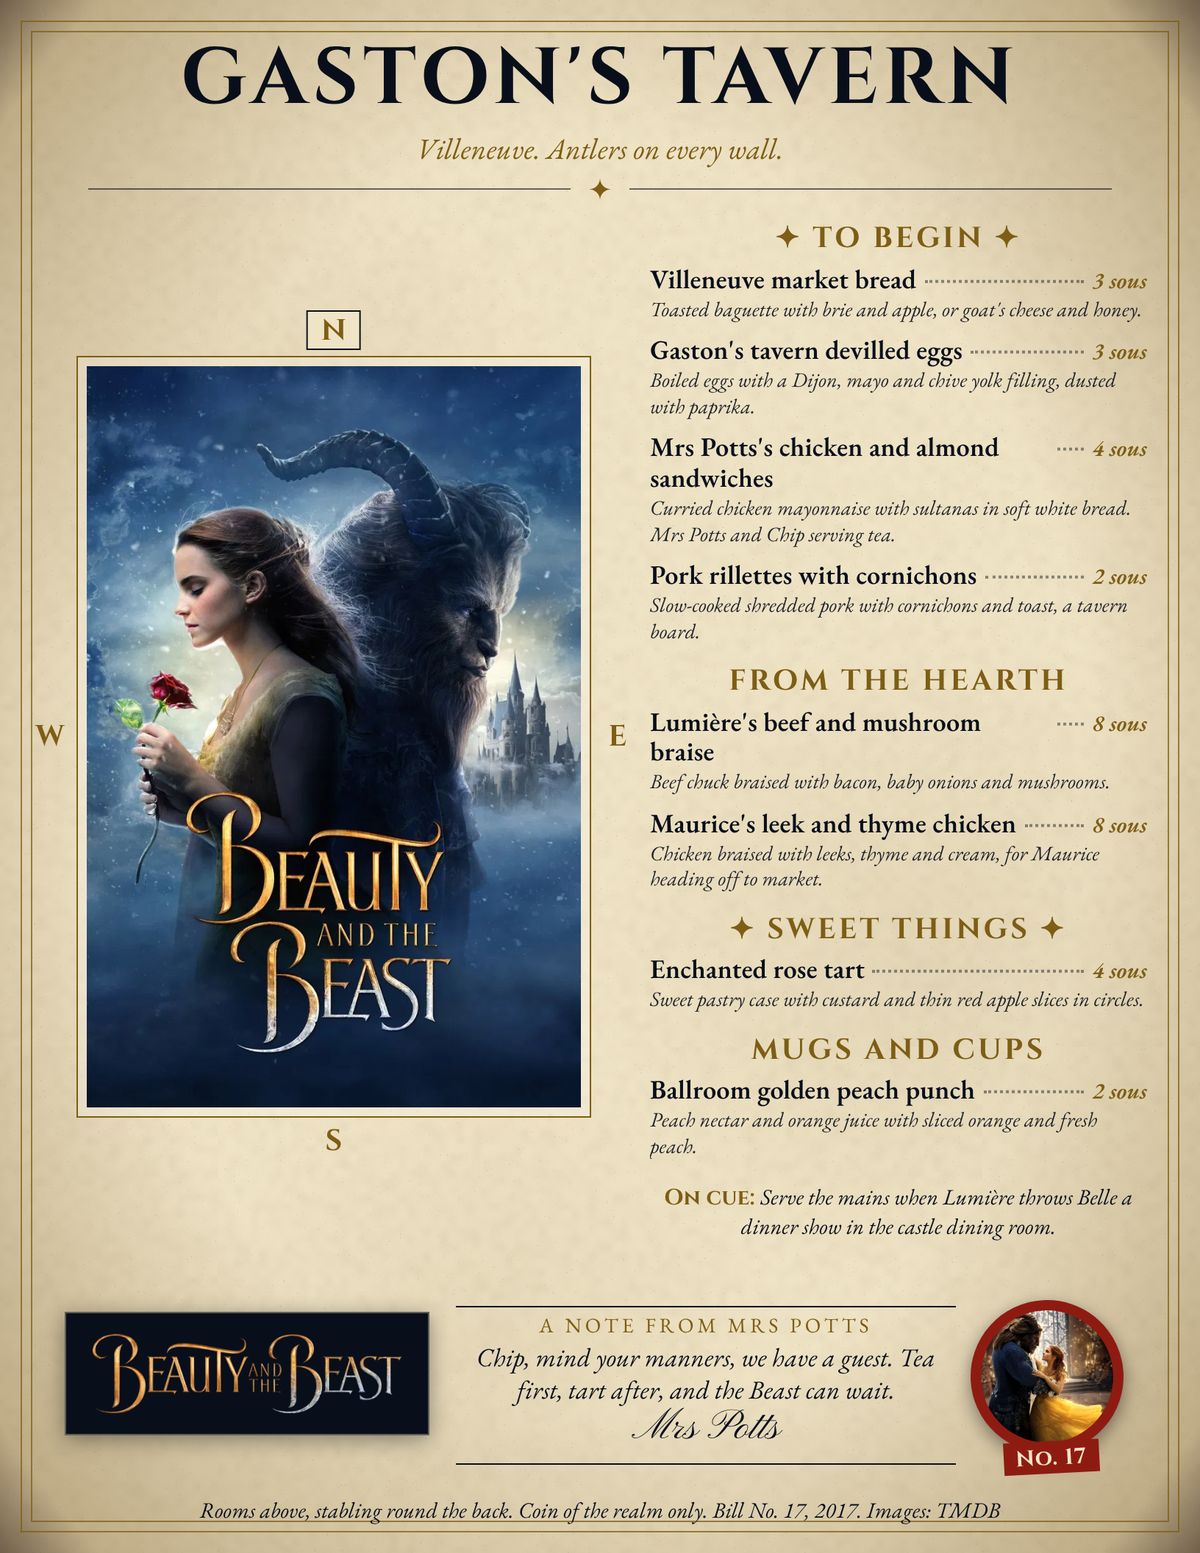 GASTON'S TAVERN
Villeneuve. Antlers on every wall.
N
W
E
S
BEAUTY
AND THE
BEAST
TO BEGIN
Villeneuve market bread 3 sous
Toasted baguette with brie and apple, or goat's cheese and honey.
Gaston's tavern devilled eggs 3 sous
Boiled eggs with a Dijon, mayo and chive yolk filling, dusted
with paprika.
Mrs Potts's chicken and almond 4 sous
sandwiches
Curried chicken mayonnaise with sultanas in soft white bread.
Mrs Potts and Chip serving tea.
Pork rillettes with cornichons 2 sous
Slow-cooked shredded pork with cornichons and toast, a tavern
board.
FROM THE HEARTH
Lumière's beef and mushroom 8 sous
braise
Beef chuck braised with bacon, baby onions and mushrooms.
Maurice's leek and thyme chicken 8 sous
Chicken braised with leeks, thyme and cream, for Maurice
heading off to market.
SWEET THINGS
Enchanted rose tart 4 sous
Sweet pastry case with custard and thin red apple slices in circles.
MUGS AND CUPS
Ballroom golden peach punch 2 sous
Peach nectar and orange juice with sliced orange and fresh
peach.
On cue: Serve the mains when Lumière throws Belle a
dinner show in the castle dining room.
BEAUTY AND THE BEAST
A NOTE FROM MRS POTTS
Chip, mind your manners, we have a guest. Tea
first, tart after, and the Beast can wait.
Mrs Potts
No. 17
Rooms above, stabling round the back. Coin of the realm only. Bill No. 17, 2017. Images: TMDB